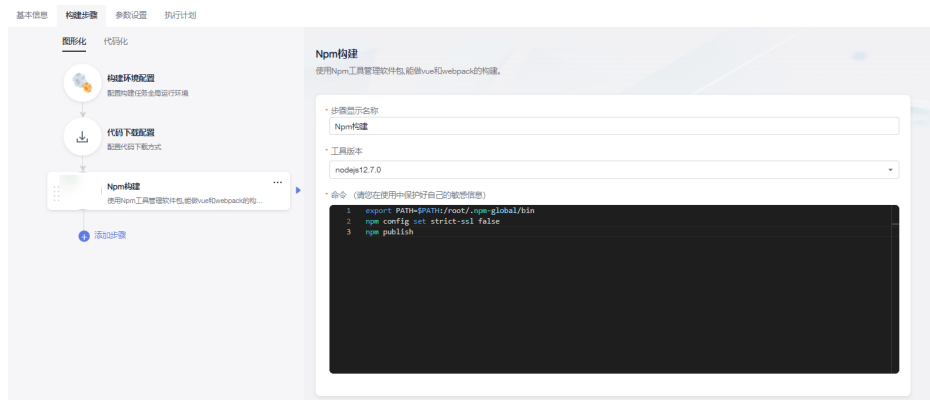 基本信息 构建步骤 参数设置 执行计划
图形化 代码化
构建环境配置
配置构建任务全局运行环境
代码下载配置
配置代码下载方式
Npm构建
...
使用Npm工具管理软件包,能做vue和webpack的构...
添加步骤
Npm构建
使用Npm工具管理软件包,能做vue和webpack的构建。
* 步骤显示名称
Npm构建
* 工具版本
nodejs12.7.0
* 命令 (请您在使用中保护好自己的敏感信息)
1 export PATH=$PATH:/root/.npm-global/bin
2 npm config set strict-ssl false
3 npm publish